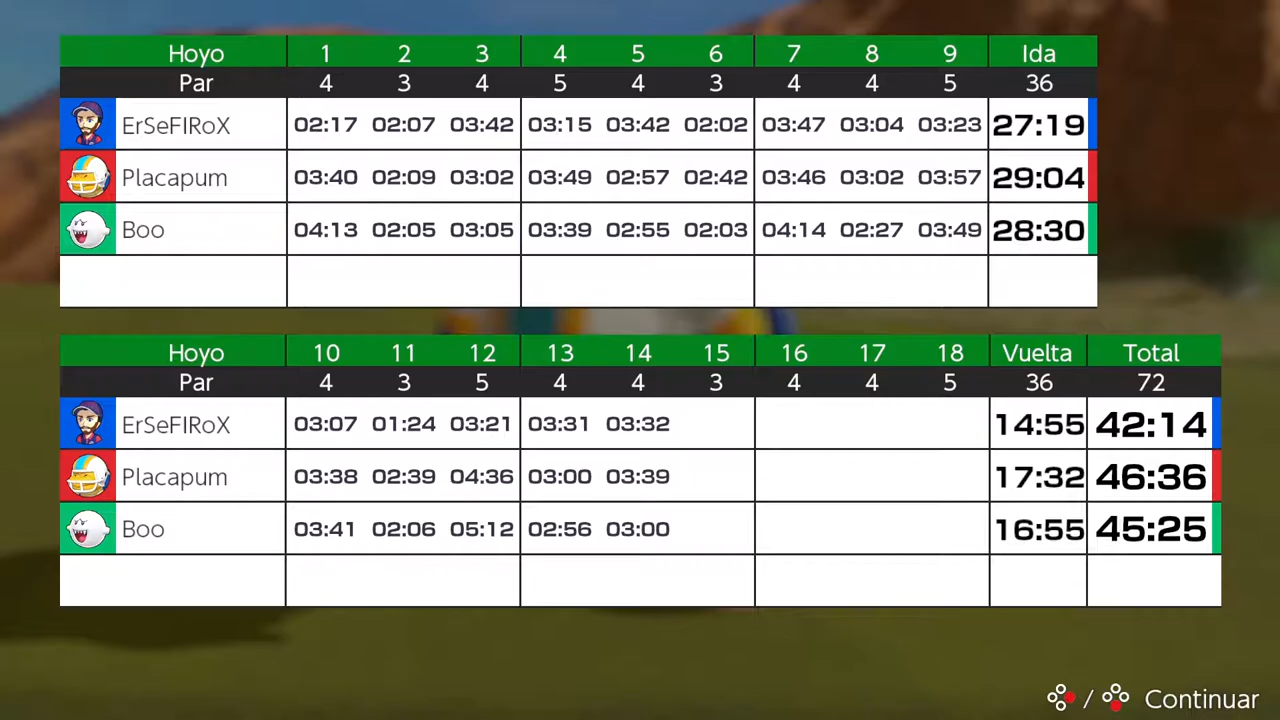 Hoyo 1 2 3 4 5 6 7 8 9 Ida
Par 4 3 4 5 4 3 4 4 5 36
ErSeFIRoX 02:17 02:07 03:42 03:15 03:42 02:02 03:47 03:04 03:23 27:19
Placapum 03:40 02:09 03:02 03:49 02:57 02:42 03:46 03:02 03:57 29:04
Boo 04:13 02:05 03:05 03:39 02:55 02:03 04:14 02:27 03:49 28:30
Hoyo 10 11 12 13 14 15 16 17 18 Vuelta Total
Par 4 3 5 4 4 3 4 4 5 36 72
ErSeFIRoX 03:07 01:24 03:21 03:31 03:32 14:55 42:14
Placapum 03:38 02:39 04:36 03:00 03:39 17:32 46:36
Boo 03:41 02:06 05:12 02:56 03:00 16:55 45:25
/ Continuar